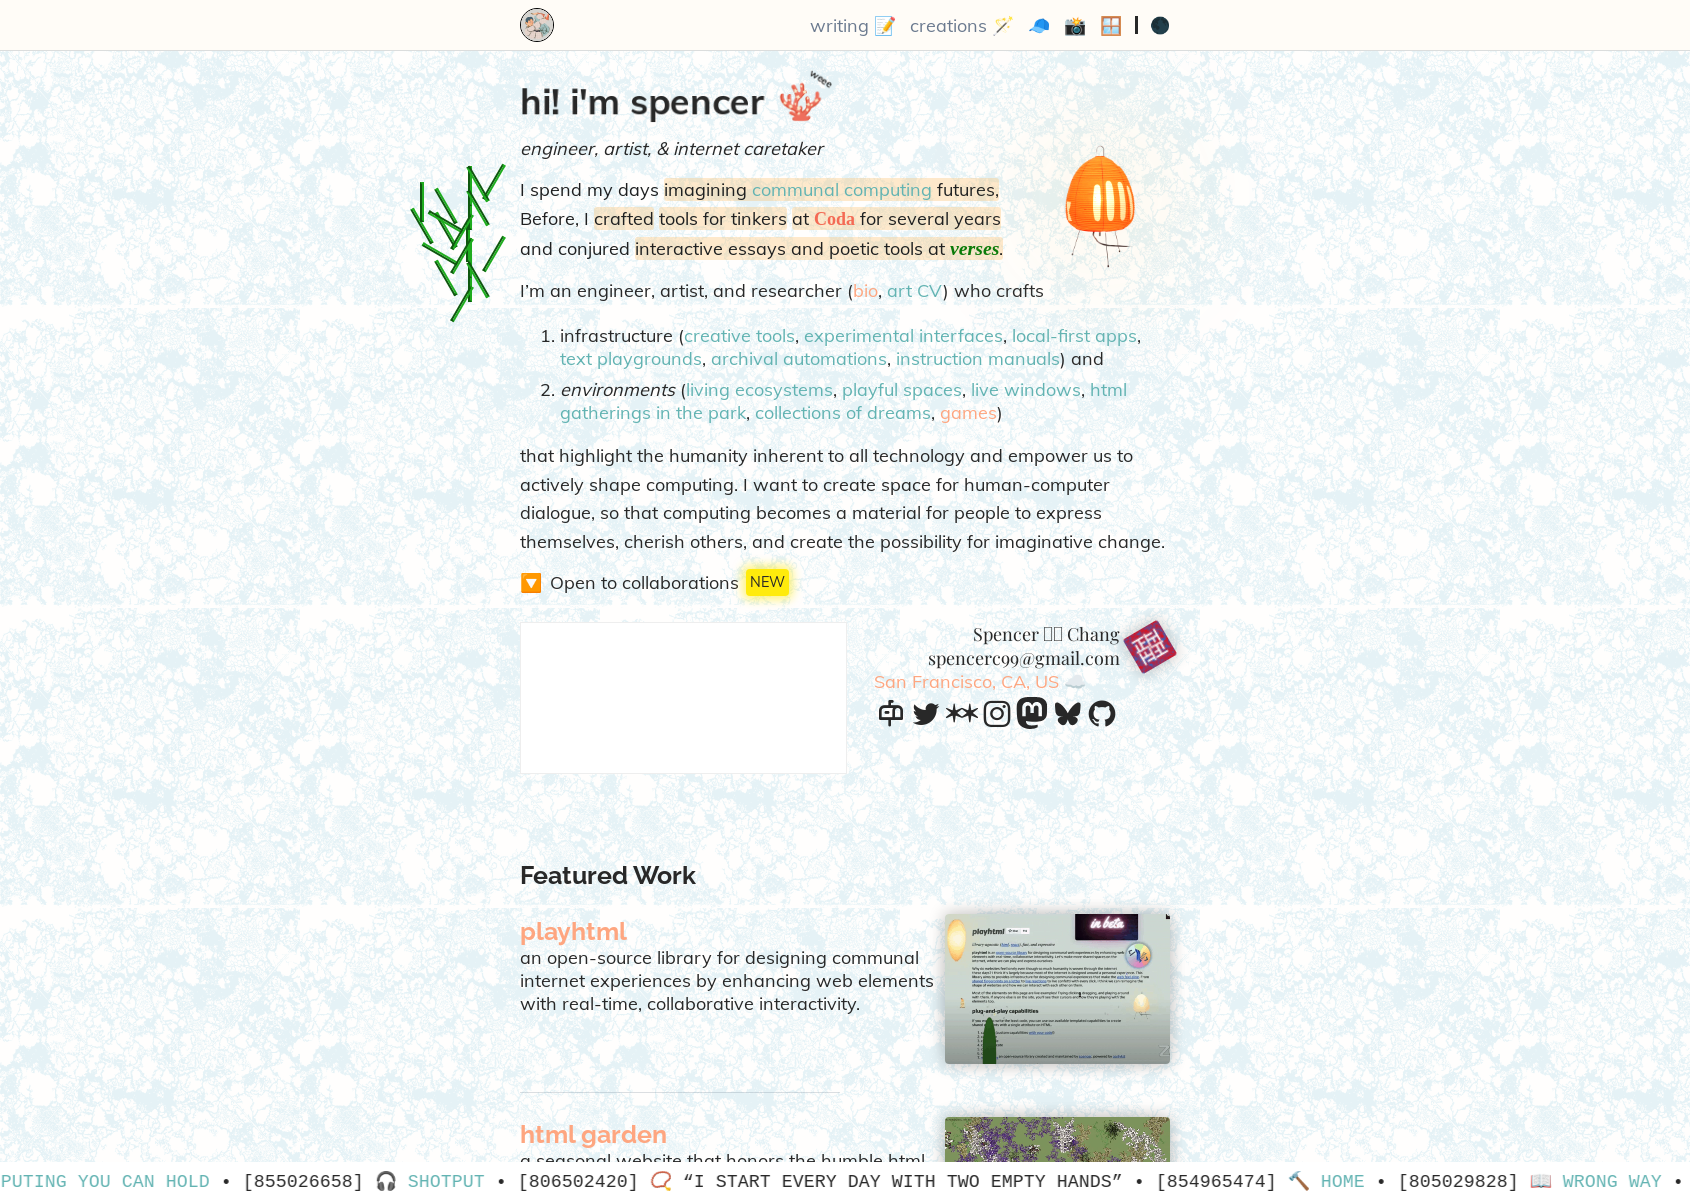 writing 📝 creations 🪄 🧢 📸 🪟 | 🌑
hi! i'm spencer
weee
engineer, artist, & internet caretaker
I spend my days imagining communal computing futures,
Before, I crafted tools for tinkers at Coda for several years
and conjured interactive essays and poetic tools at verses.
I'm an engineer, artist, and researcher (bio, art CV) who crafts
1. infrastructure (creative tools, experimental interfaces, local-first apps,
text playgrounds, archival automations, instruction manuals) and
2. environments (living ecosystems, playful spaces, live windows, html
gatherings in the park, collections of dreams, games)
that highlight the humanity inherent to all technology and empower us to
actively shape computing. I want to create space for human-computer
dialogue, so that computing becomes a material for people to express
themselves, cherish others, and create the possibility for imaginative change.
🔽 Open to collaborations NEW
Spencer Chang
spencerc99@gmail.com
San Francisco, CA, US ☁️
Featured Work
playhtml
an open-source library for designing communal
internet experiences by enhancing web elements
with real-time, collaborative interactivity.
in beta
playhtml
plug-and-play capabilities
html garden
a seasonal website that honors the humble html
PUTING YOU CAN HOLD • [855026658] 🎧 SHOTPUT • [806502420] 📿 “I START EVERY DAY WITH TWO EMPTY HANDS” • [854965474] 🔨 HOME • [805029828] 📖 WRONG WAY •